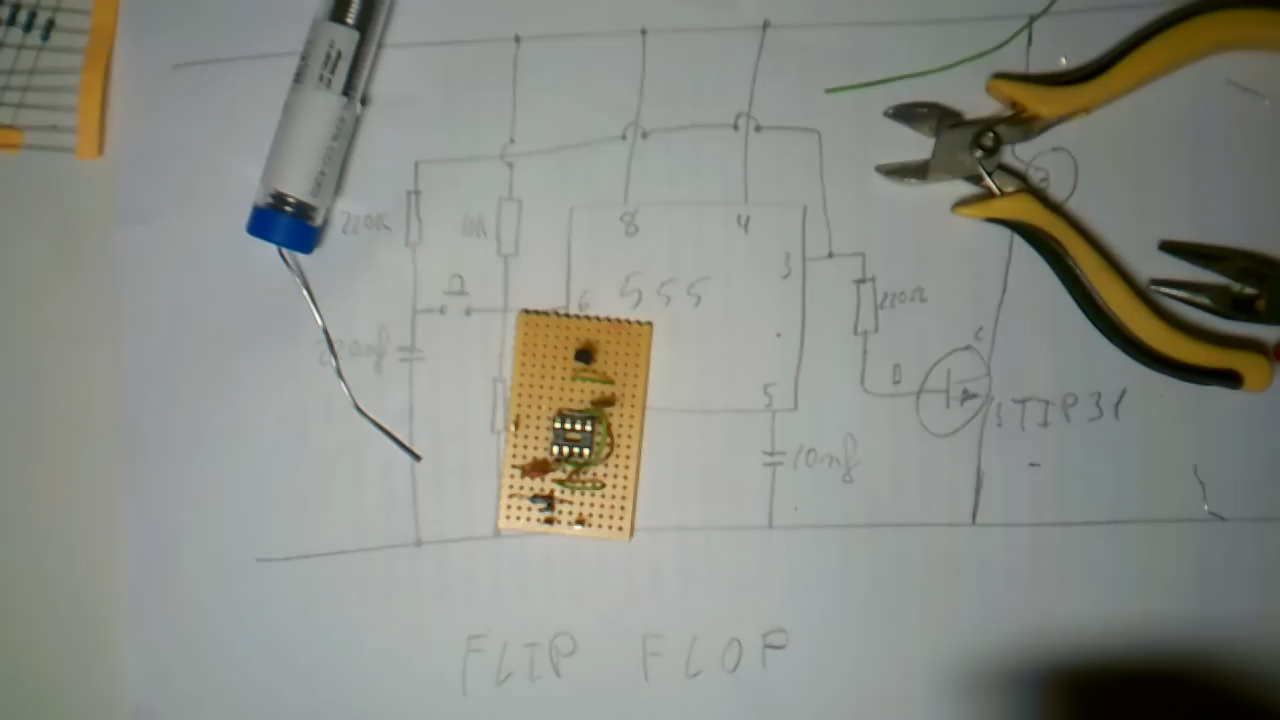 8
4
220K
1M
3
6
555
220Ω
220nf
C
B
5
TIP31
10nf
FLIP FLOP